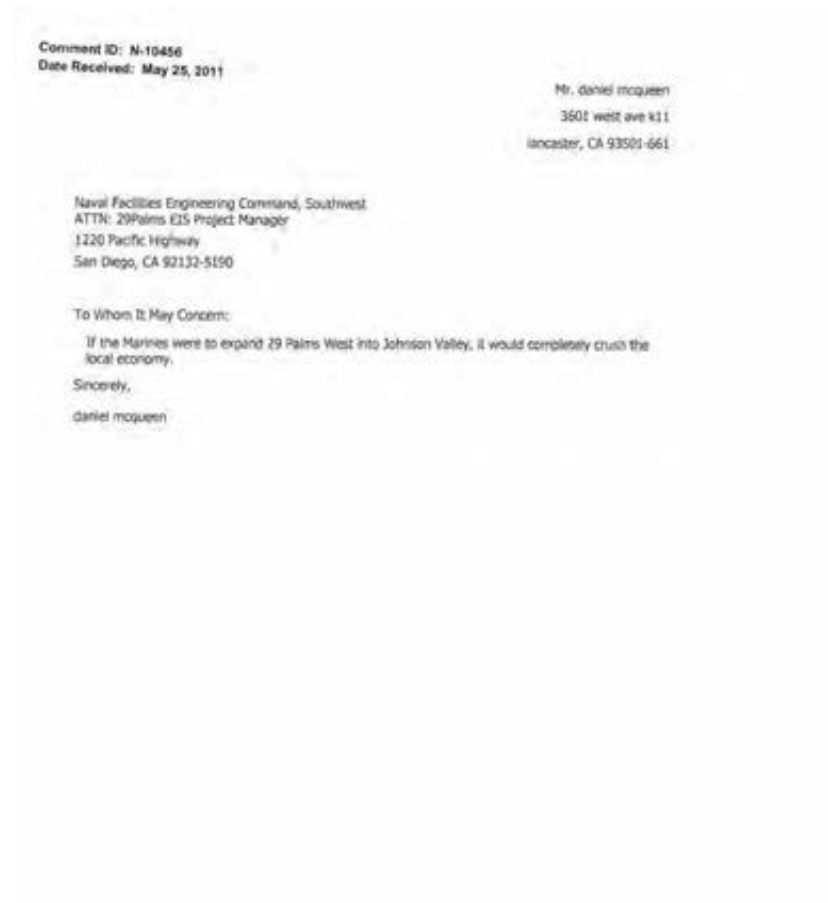 Comment ID: N-10456
Date Received: May 25, 2011
Mr. daniel mcqueen
3601 west ave k11
lancaster, CA 93501-661
Naval Facilities Engineering Command, Southwest
ATTN: 29Palms EIS Project Manager
1220 Pacific Highway
San Diego, CA 92132-5190
To Whom It May Concern:
If the Marines were to expand 29 Palms West into Johnson Valley, it would completely crush the
local economy.
Sincerely,
daniel mcqueen